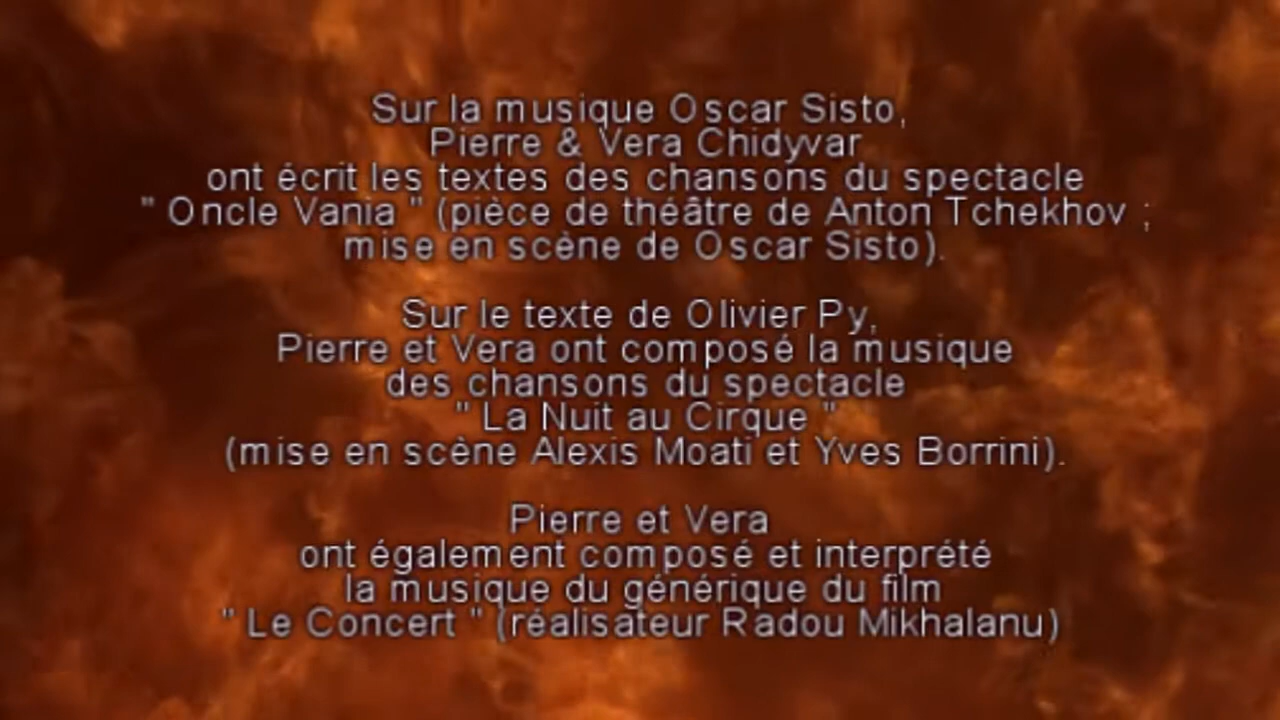 Sur la musique Oscar Sisto,
Pierre & Vera Chidyvar
ont écrit les textes des chansons du spectacle
" Oncle Vania " (pièce de théâtre de Anton Tchekhov ;
mise en scène de Oscar Sisto).
Sur le texte de Olivier Py,
Pierre et Vera ont composé la musique
des chansons du spectacle
" La Nuit au Cirque "
(mise en scène Alexis Moati et Yves Borrini).
Pierre et Vera
ont également composé et interprété
la musique du générique du film
" Le Concert " (réalisateur Radou Mikhalanu)